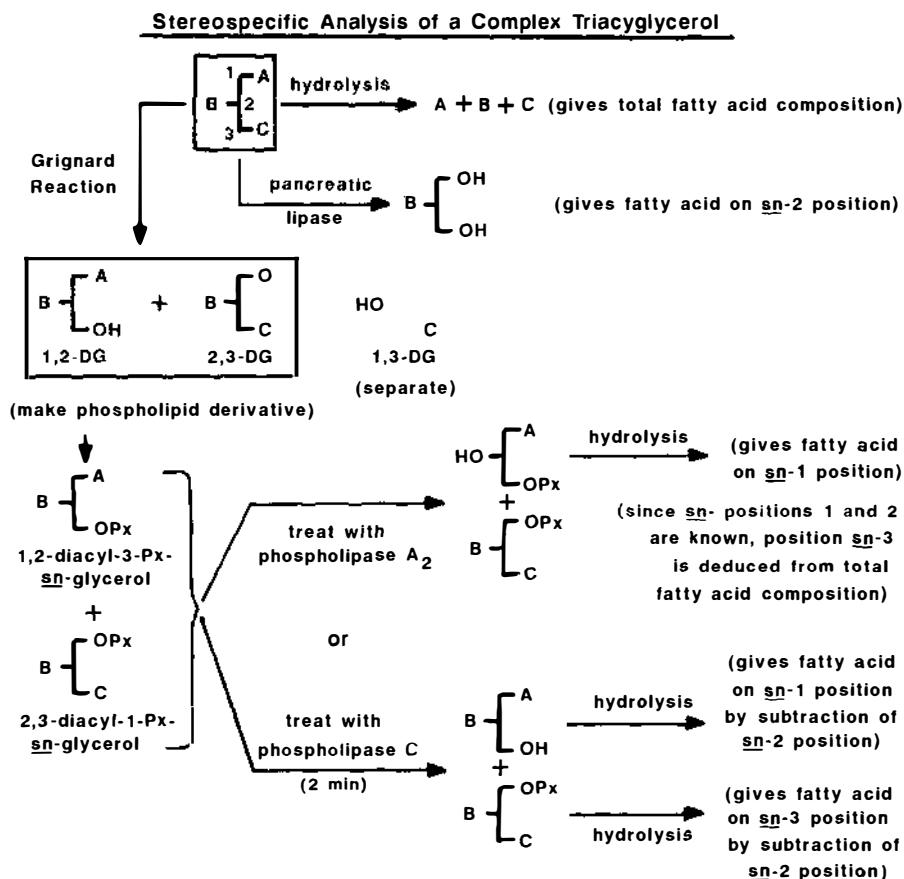 Stereospecific Analysis of a Complex Triacyglycerol
1
A
B
2
3
C
hydrolysis
A + B + C (gives total fatty acid composition)
Grignard
Reaction
pancreatic
lipase
B
OH
OH
(gives fatty acid on sn-2 position)
A
B
OH
1,2-DG
+
O
B
C
2,3-DG
HO
C
1,3-DG
(separate)
(make phospholipid derivative)
A
B
OPx
1,2-diacyl-3-Px-
sn-glycerol
+
OPx
B
C
2,3-diacyl-1-Px-
sn-glycerol
treat with
phospholipase A2
or
treat with
phospholipase C
(2 min)
A
HO
OPx
+
OPx
B
C
hydrolysis
(gives fatty acid
on sn-1 position)
(since sn- positions 1 and 2
are known, position sn-3
is deduced from total
fatty acid composition)
A
B
OH
+
OPx
B
C
hydrolysis
(gives fatty acid
on sn-1 position
by subtraction of
sn-2 position)
hydrolysis
(gives fatty acid
on sn-3 position
by subtraction of
sn-2 position)